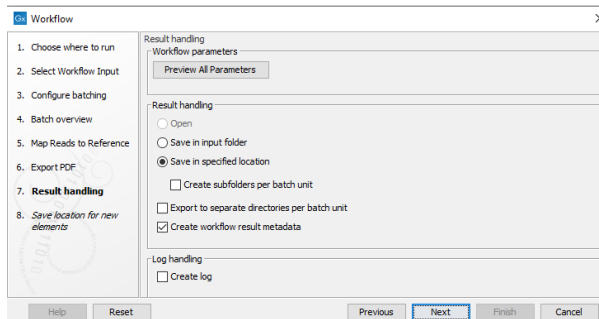 Gx Workflow
1. Choose where to run
2. Select Workflow Input
3. Configure batching
4. Batch overview
5. Map Reads to Reference
6. Export PDF
7. Result handling
8. Save location for new
elements
Result handling
Workflow parameters
Preview All Parameters
Result handling
Open
Save in input folder
Save in specified location
Create subfolders per batch unit
Export to separate directories per batch unit
Create workflow result metadata
Log handling
Create log
Help Reset Previous Next Finish Cancel